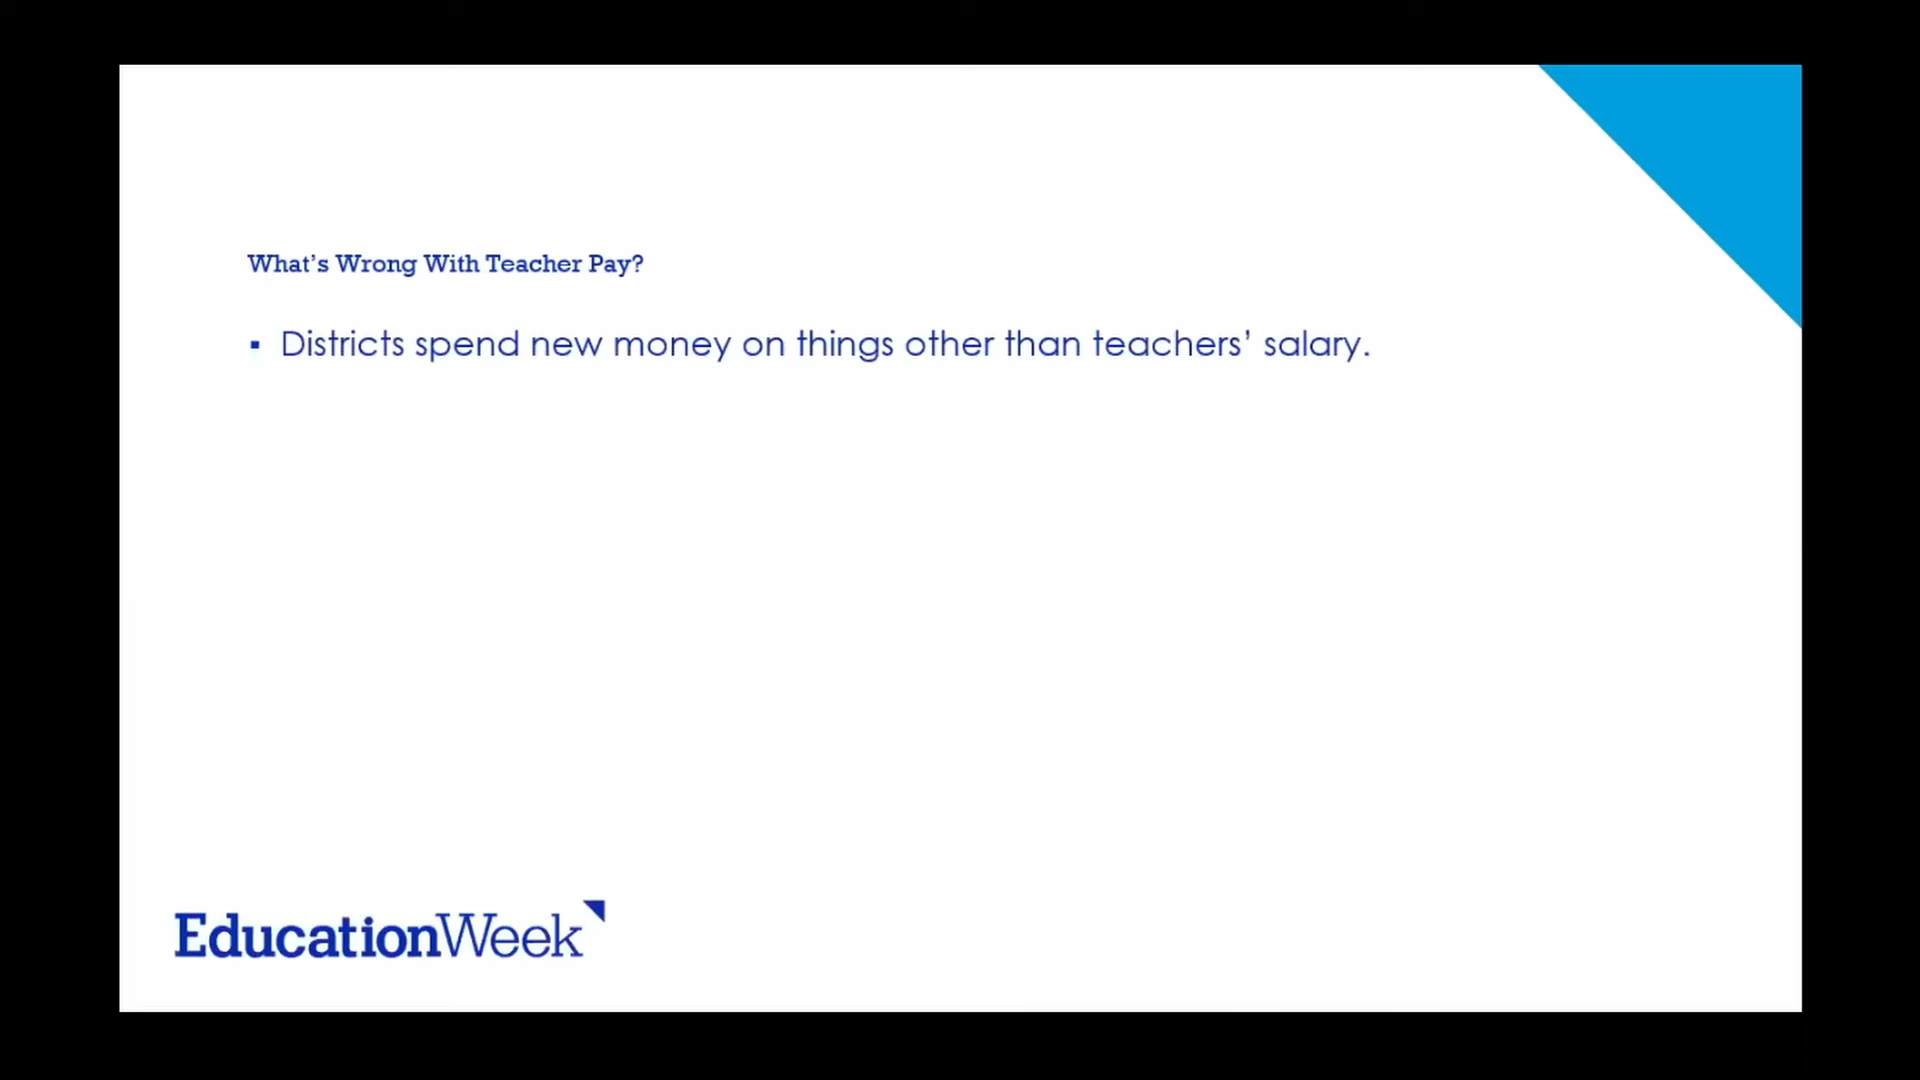 What’s Wrong With Teacher Pay?
▪ Districts spend new money on things other than teachers’ salary.
EducationWeek